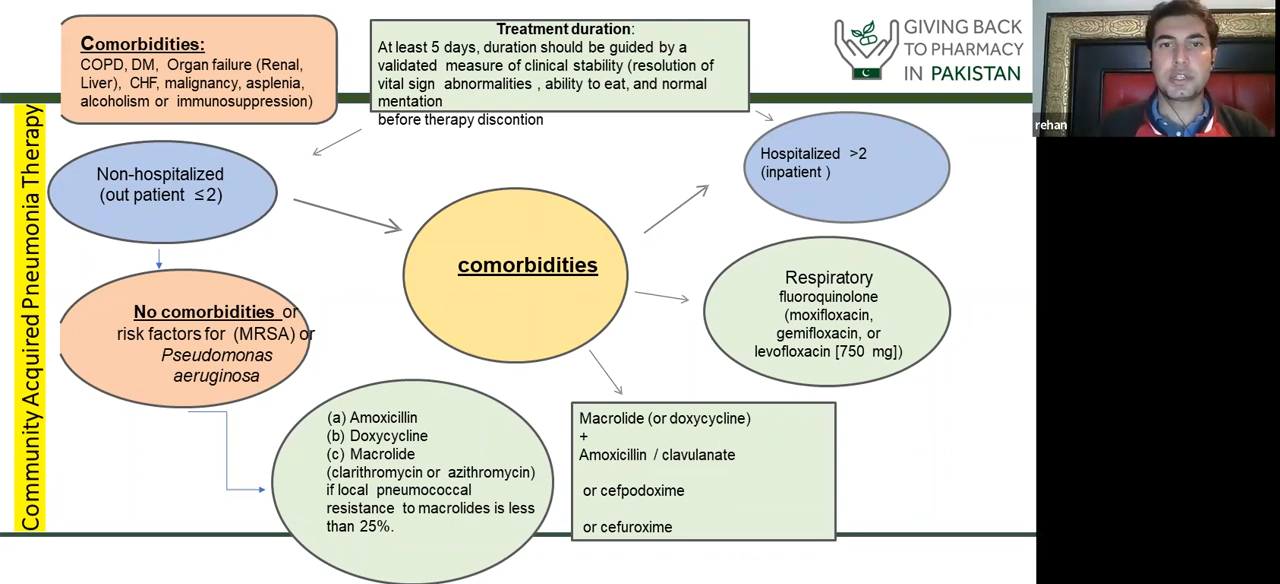 Comorbidities:
COPD, DM, Organ failure (Renal,
Liver), CHF, malignancy, asplenia,
alcoholism or immunosuppression)
Treatment duration:
At least 5 days, duration should be guided by a
validated measure of clinical stability (resolution of
vital sign abnormalities , ability to eat, and normal
mentation
before therapy discontion
GIVING BACK
TO PHARMACY
IN PAKISTAN
rehan
Community Acquired Pneumonia Therapy
Non-hospitalized
(out patient ≤2)
Hospitalized >2
(inpatient )
comorbidities
No comorbidities or
risk factors for (MRSA) or
Pseudomonas
aeruginosa
Respiratory
fluoroquinolone
(moxifloxacin,
gemifloxacin, or
levofloxacin [750 mg])
(a) Amoxicillin
(b) Doxycycline
(c) Macrolide
(clarithromycin or azithromycin)
if local pneumococcal
resistance to macrolides is less
than 25%.
Macrolide (or doxycycline)
+
Amoxicillin / clavulanate
or cefpodoxime
or cefuroxime